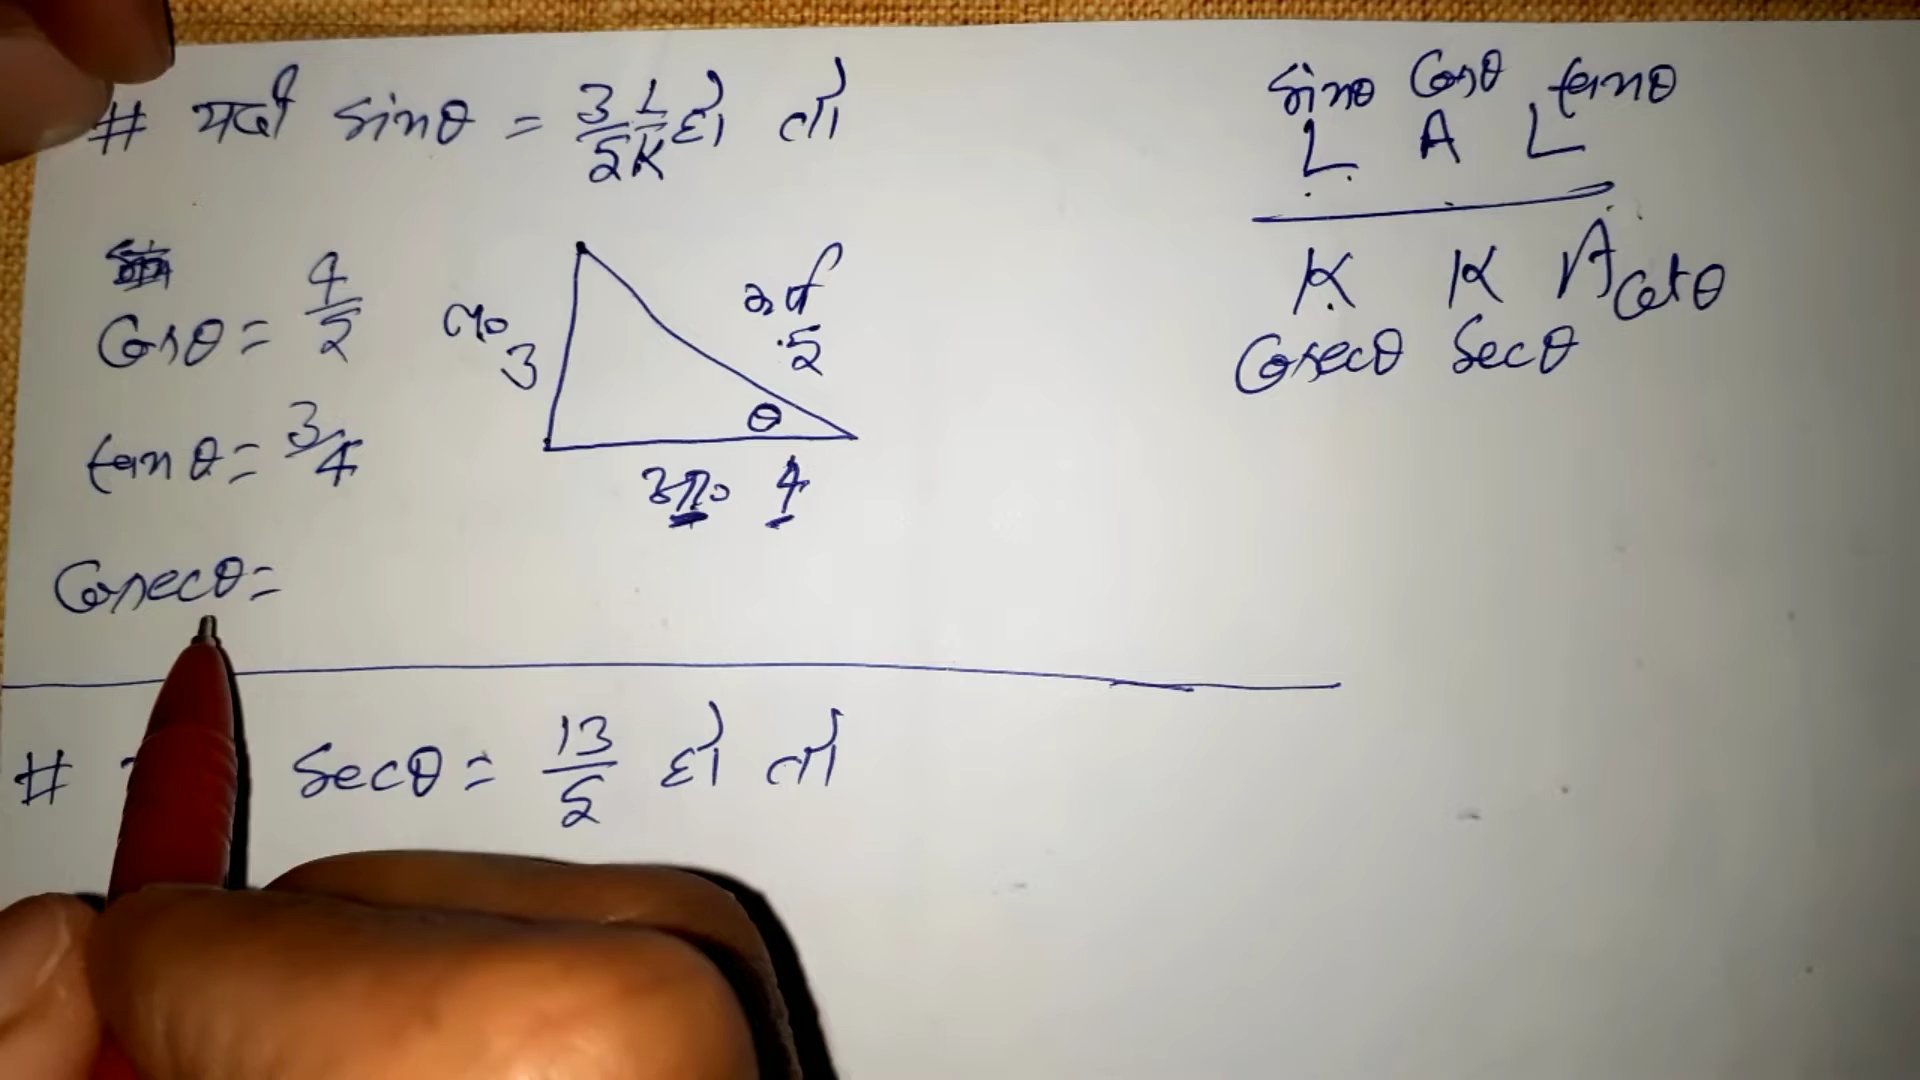 # यदी sinθ = 3/5 L/K हो तो
Cosθ = 4/5
tanθ = 3/4
Cosecθ =
ल० 3
कर्ण 5
θ
आ० 4
sinθ Cosθ tanθ
L A L
K K A
Cosecθ Secθ Cotθ
# Secθ = 13/5 हो तो